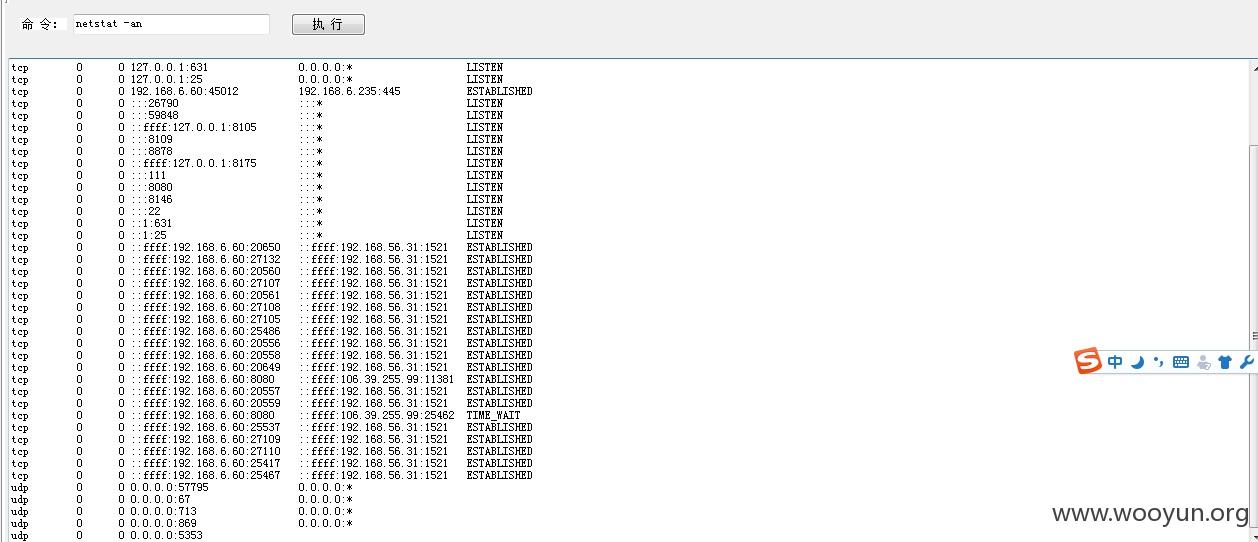 命 令: netstat -an 执 行
tcp 0 0 127.0.0.1:631 0.0.0.0:* LISTEN
tcp 0 0 127.0.0.1:25 0.0.0.0:* LISTEN
tcp 0 0 192.168.6.60:45012 192.168.6.235:445 ESTABLISHED
tcp 0 0 :::26790 :::* LISTEN
tcp 0 0 :::59848 :::* LISTEN
tcp 0 0 ::ffff:127.0.0.1:8105 :::* LISTEN
tcp 0 0 :::8109 :::* LISTEN
tcp 0 0 :::8878 :::* LISTEN
tcp 0 0 ::ffff:127.0.0.1:8175 :::* LISTEN
tcp 0 0 :::111 :::* LISTEN
tcp 0 0 :::8080 :::* LISTEN
tcp 0 0 :::8146 :::* LISTEN
tcp 0 0 :::22 :::* LISTEN
tcp 0 0 ::1:631 :::* LISTEN
tcp 0 0 ::1:25 :::* LISTEN
tcp 0 0 ::ffff:192.168.6.60:20650 ::ffff:192.168.56.31:1521 ESTABLISHED
tcp 0 0 ::ffff:192.168.6.60:27132 ::ffff:192.168.56.31:1521 ESTABLISHED
tcp 0 0 ::ffff:192.168.6.60:20560 ::ffff:192.168.56.31:1521 ESTABLISHED
tcp 0 0 ::ffff:192.168.6.60:27107 ::ffff:192.168.56.31:1521 ESTABLISHED
tcp 0 0 ::ffff:192.168.6.60:20561 ::ffff:192.168.56.31:1521 ESTABLISHED
tcp 0 0 ::ffff:192.168.6.60:27108 ::ffff:192.168.56.31:1521 ESTABLISHED
tcp 0 0 ::ffff:192.168.6.60:27105 ::ffff:192.168.56.31:1521 ESTABLISHED
tcp 0 0 ::ffff:192.168.6.60:25486 ::ffff:192.168.56.31:1521 ESTABLISHED
tcp 0 0 ::ffff:192.168.6.60:20556 ::ffff:192.168.56.31:1521 ESTABLISHED
tcp 0 0 ::ffff:192.168.6.60:20558 ::ffff:192.168.56.31:1521 ESTABLISHED
tcp 0 0 ::ffff:192.168.6.60:20649 ::ffff:192.168.56.31:1521 ESTABLISHED
tcp 0 0 ::ffff:192.168.6.60:8080 ::ffff:106.39.255.99:11381 ESTABLISHED
tcp 0 0 ::ffff:192.168.6.60:20557 ::ffff:192.168.56.31:1521 ESTABLISHED
tcp 0 0 ::ffff:192.168.6.60:20559 ::ffff:192.168.56.31:1521 ESTABLISHED
tcp 0 0 ::ffff:192.168.6.60:8080 ::ffff:106.39.255.99:25462 TIME_WAIT
tcp 0 0 ::ffff:192.168.6.60:25537 ::ffff:192.168.56.31:1521 ESTABLISHED
tcp 0 0 ::ffff:192.168.6.60:27109 ::ffff:192.168.56.31:1521 ESTABLISHED
tcp 0 0 ::ffff:192.168.6.60:27110 ::ffff:192.168.56.31:1521 ESTABLISHED
tcp 0 0 ::ffff:192.168.6.60:25417 ::ffff:192.168.56.31:1521 ESTABLISHED
tcp 0 0 ::ffff:192.168.6.60:25467 ::ffff:192.168.56.31:1521 ESTABLISHED
udp 0 0 0.0.0.0:57795 0.0.0.0:*
udp 0 0 0.0.0.0:67 0.0.0.0:*
udp 0 0 0.0.0.0:713 0.0.0.0:*
udp 0 0 0.0.0.0:869 0.0.0.0:*
udp 0 0 0.0.0.0:5353
S 中
www.wooyun.org